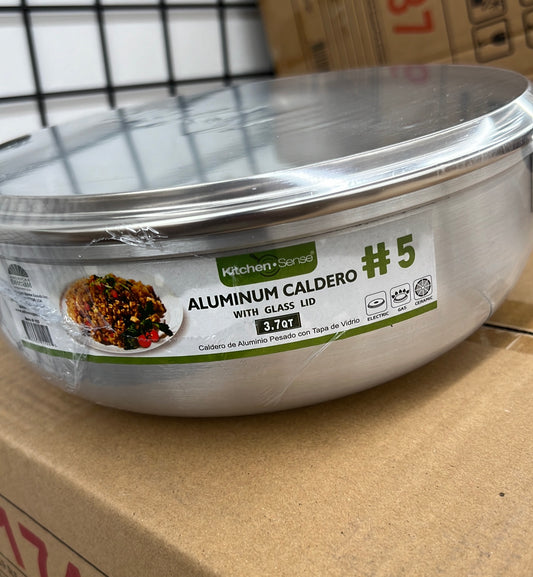 37
Kitchen • Sense
ALUMINUM CALDERO
WITH GLASS LID
3.7QT
# 5
Caldero de Aluminio Pesado con Tapa de Vidrio
ELECTRIC
GAS
CERAMIC